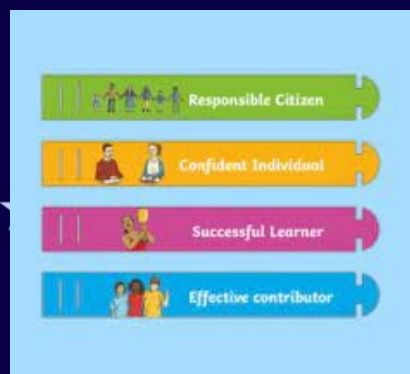 Responsible Citizen
Confident Individual
Successful Learner
Effective contributor